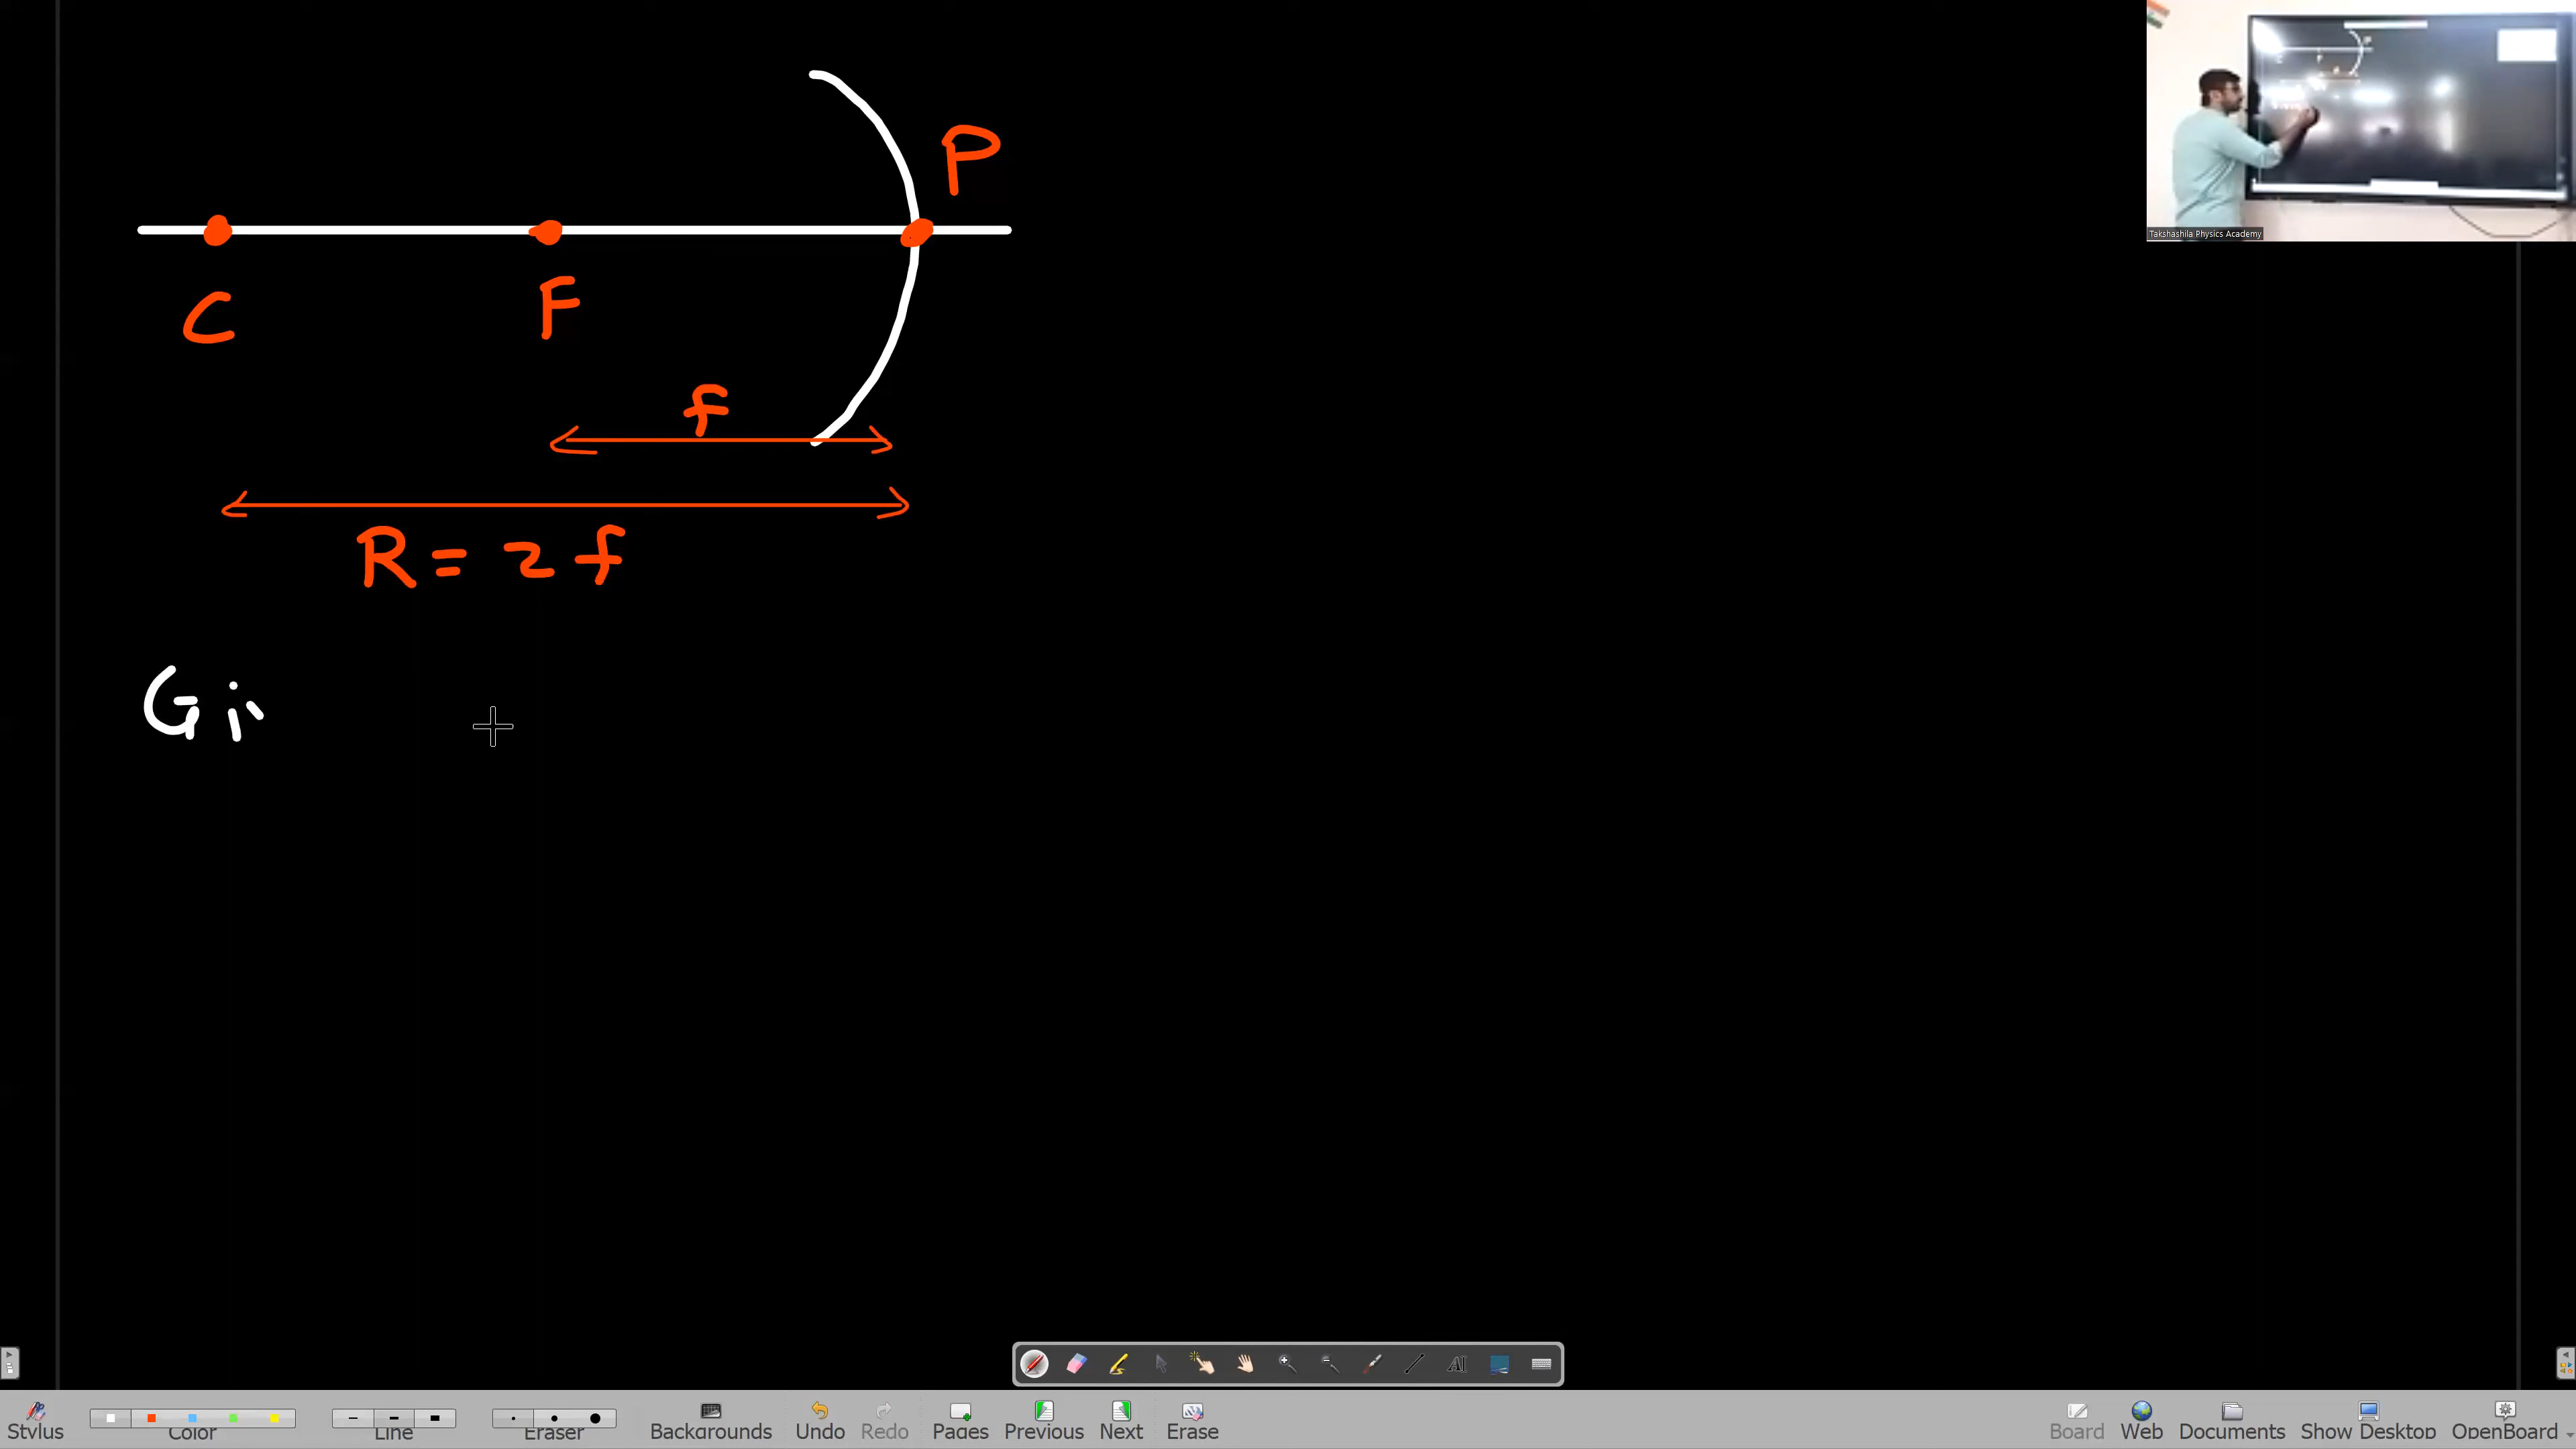 P
C F
f
R = 2f
Gi
Takshashila Physics Academy
Stylus Color Line Eraser Backgrounds Undo Redo Pages Previous Next Erase Board Web Documents Show Desktop OpenBoard